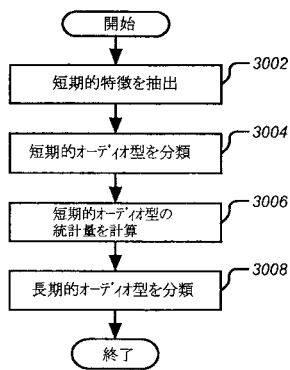 開始
3002
短期的特徴を抽出
3004
短期的オーディオ型を分類
3006
短期的オーディオ型の
統計量を計算
3008
長期的オーディオ型を分類
終了